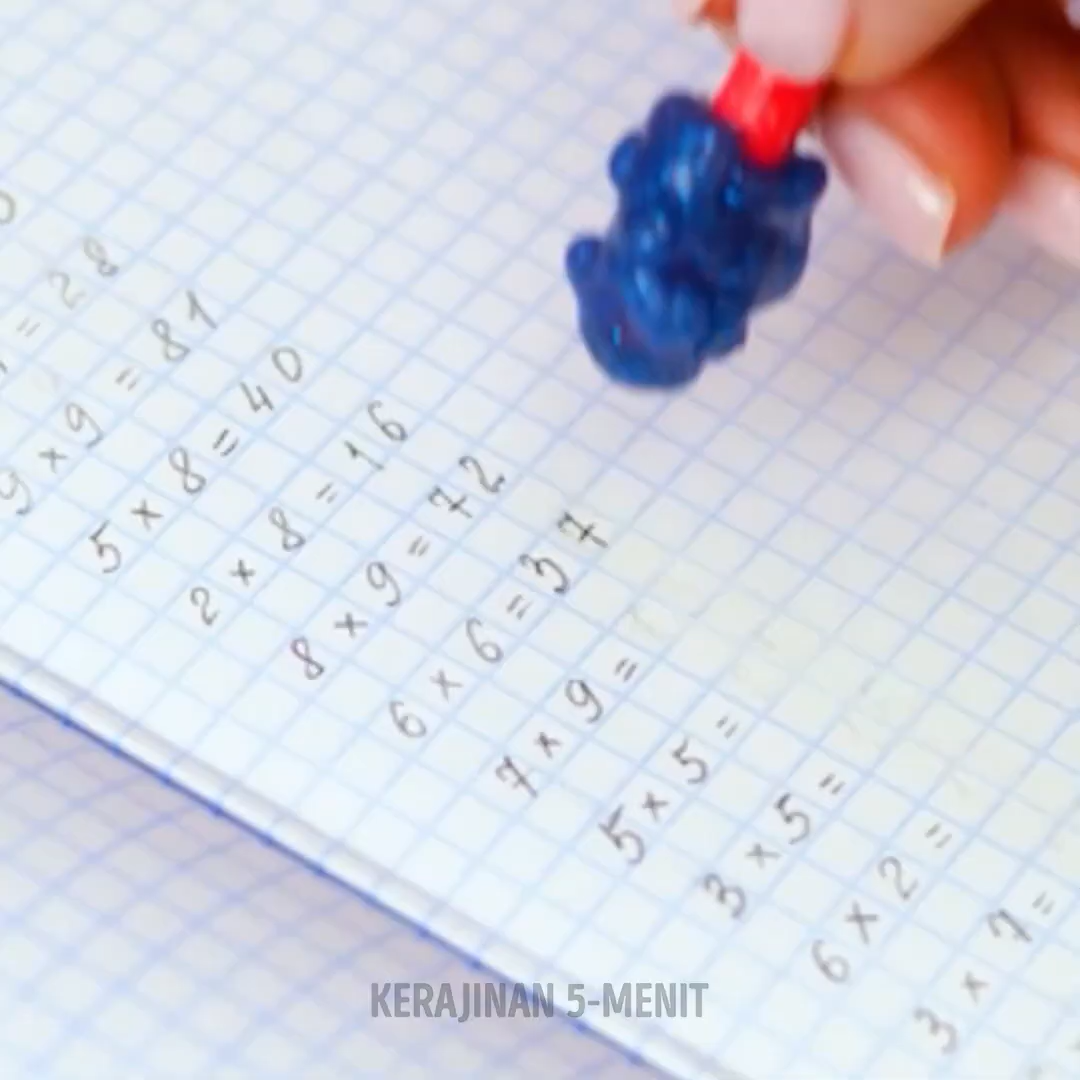 = 28
9 × 9 = 81
5 × 8 = 40
2 × 8 = 16
8 × 9 = 72
6 × 6 = 37
7 × 9 =
5 × 5 =
3 × 5 =
6 × 2 =
3 × 7 =
KERAJINAN 5-MENIT